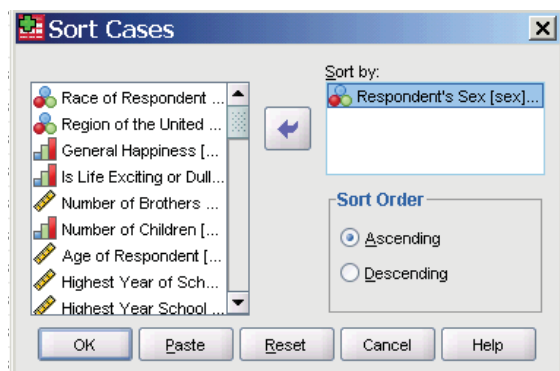 Sort Cases
Race of Respondent ...
Region of the United ...
General Happiness [...
Is Life Exciting or Dull...
Number of Brothers ...
Number of Children [...
Age of Respondent [...
Highest Year of Sch...
Highest Year School ...
Sort by:
Respondent's Sex [sex]...
Sort Order
Ascending
Descending
OK
Paste
Reset
Cancel
Help